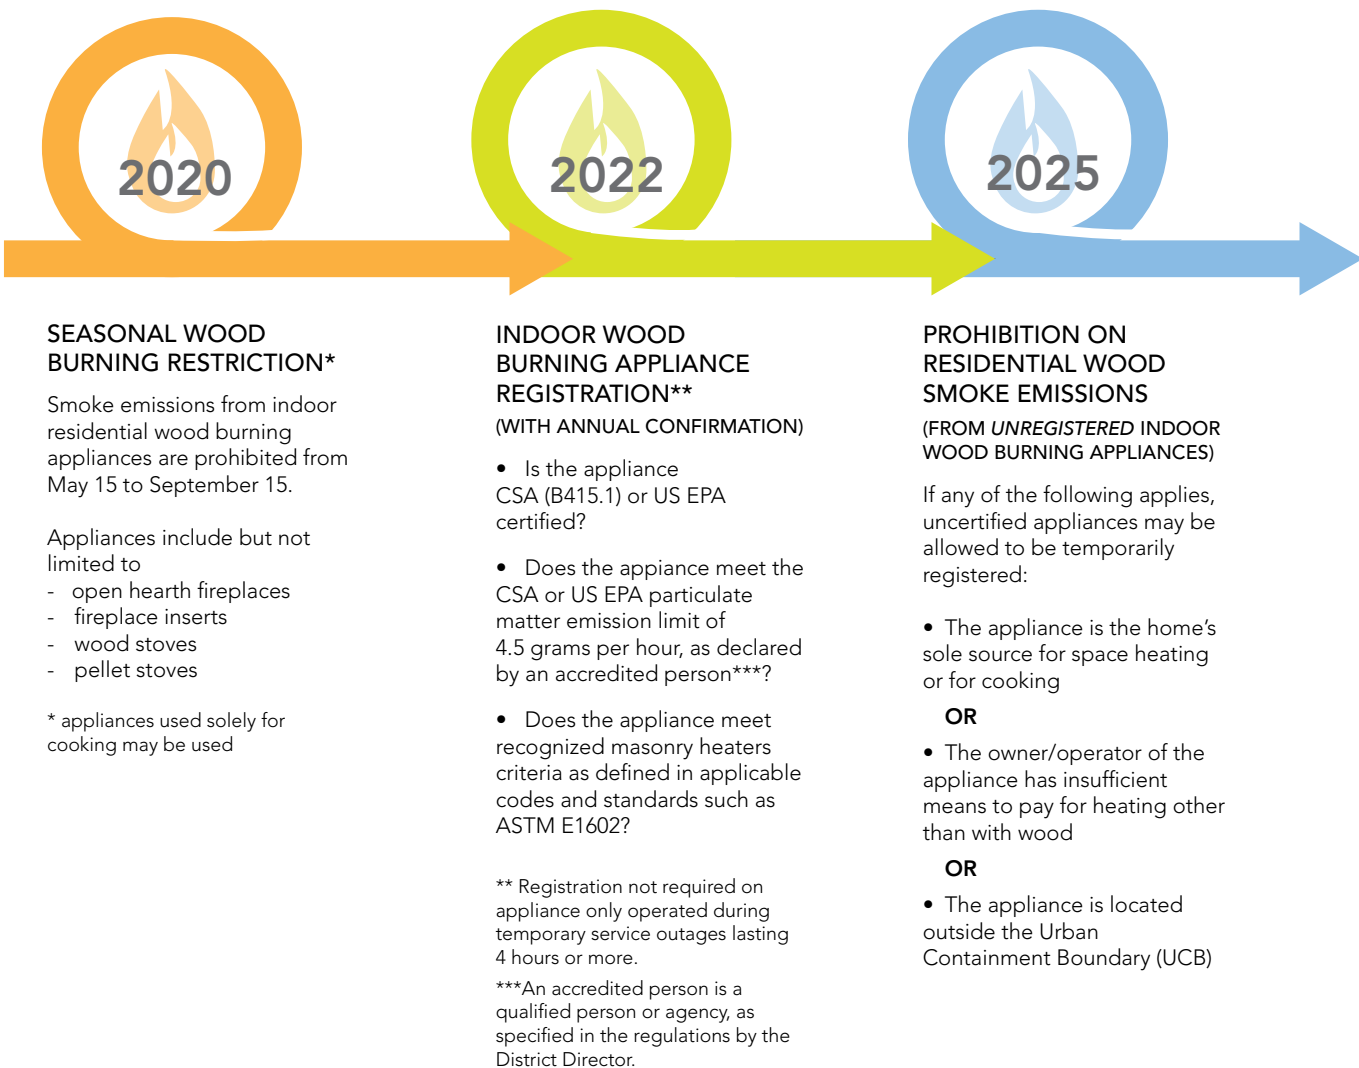 2020
SEASONAL WOOD
BURNING RESTRICTION*
Smoke emissions from indoor
residential wood burning
appliances are prohibited from
May 15 to September 15.
Appliances include but not
limited to
- open hearth fireplaces
- fireplace inserts
- wood stoves
- pellet stoves
* appliances used solely for
cooking may be used
2022
INDOOR WOOD
BURNING APPLIANCE
REGISTRATION**
(WITH ANNUAL CONFIRMATION)
• Is the appliance
CSA (B415.1) or US EPA
certified?
• Does the appiance meet the
CSA or US EPA particulate
matter emission limit of
4.5 grams per hour, as declared
by an accredited person***?
• Does the appliance meet
recognized masonry heaters
criteria as defined in applicable
codes and standards such as
ASTM E1602?
** Registration not required on
appliance only operated during
temporary service outages lasting
4 hours or more.
***An accredited person is a
qualified person or agency, as
specified in the regulations by the
District Director.
2025
PROHIBITION ON
RESIDENTIAL WOOD
SMOKE EMISSIONS
(FROM UNREGISTERED INDOOR
WOOD BURNING APPLIANCES)
If any of the following applies,
uncertified appliances may be
allowed to be temporarily
registered:
• The appliance is the home's
sole source for space heating
or for cooking
OR
• The owner/operator of the
appliance has insufficient
means to pay for heating other
than with wood
OR
• The appliance is located
outside the Urban
Containment Boundary (UCB)